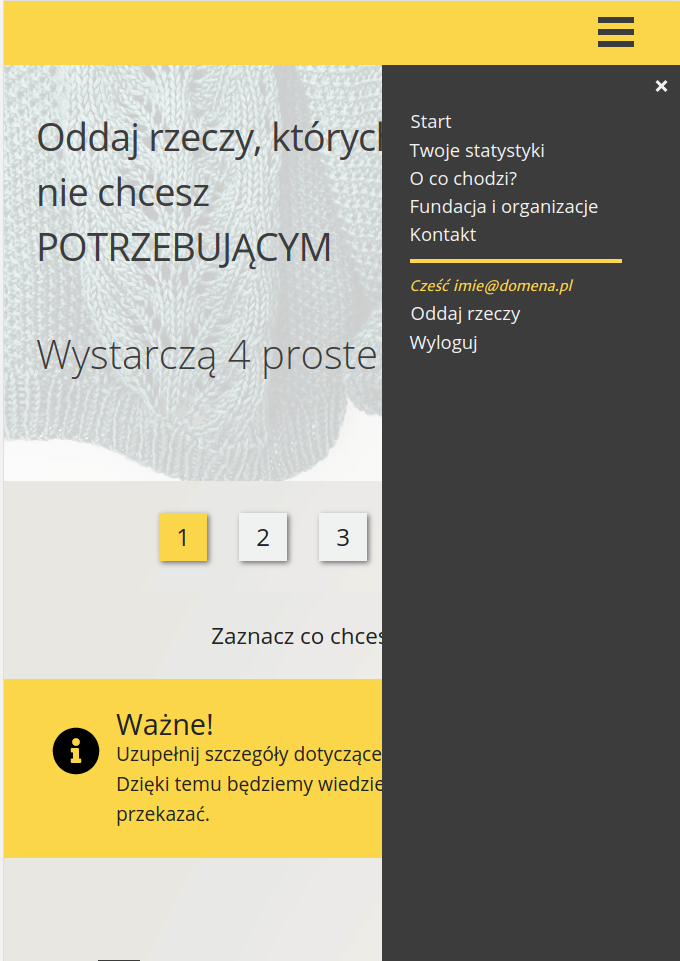 Oddaj rzeczy, których
nie chcesz
POTRZEBUJĄCYM
Wystarczą 4 proste
1 2 3
Zaznacz co chces
Ważne!
Uzupełnij szczegóły dotyczące
Dzięki temu będziemy wiedzie
przekazać.
×
Start
Twoje statystyki
O co chodzi?
Fundacja i organizacje
Kontakt
Cześć imie@domena.pl
Oddaj rzeczy
Wyloguj